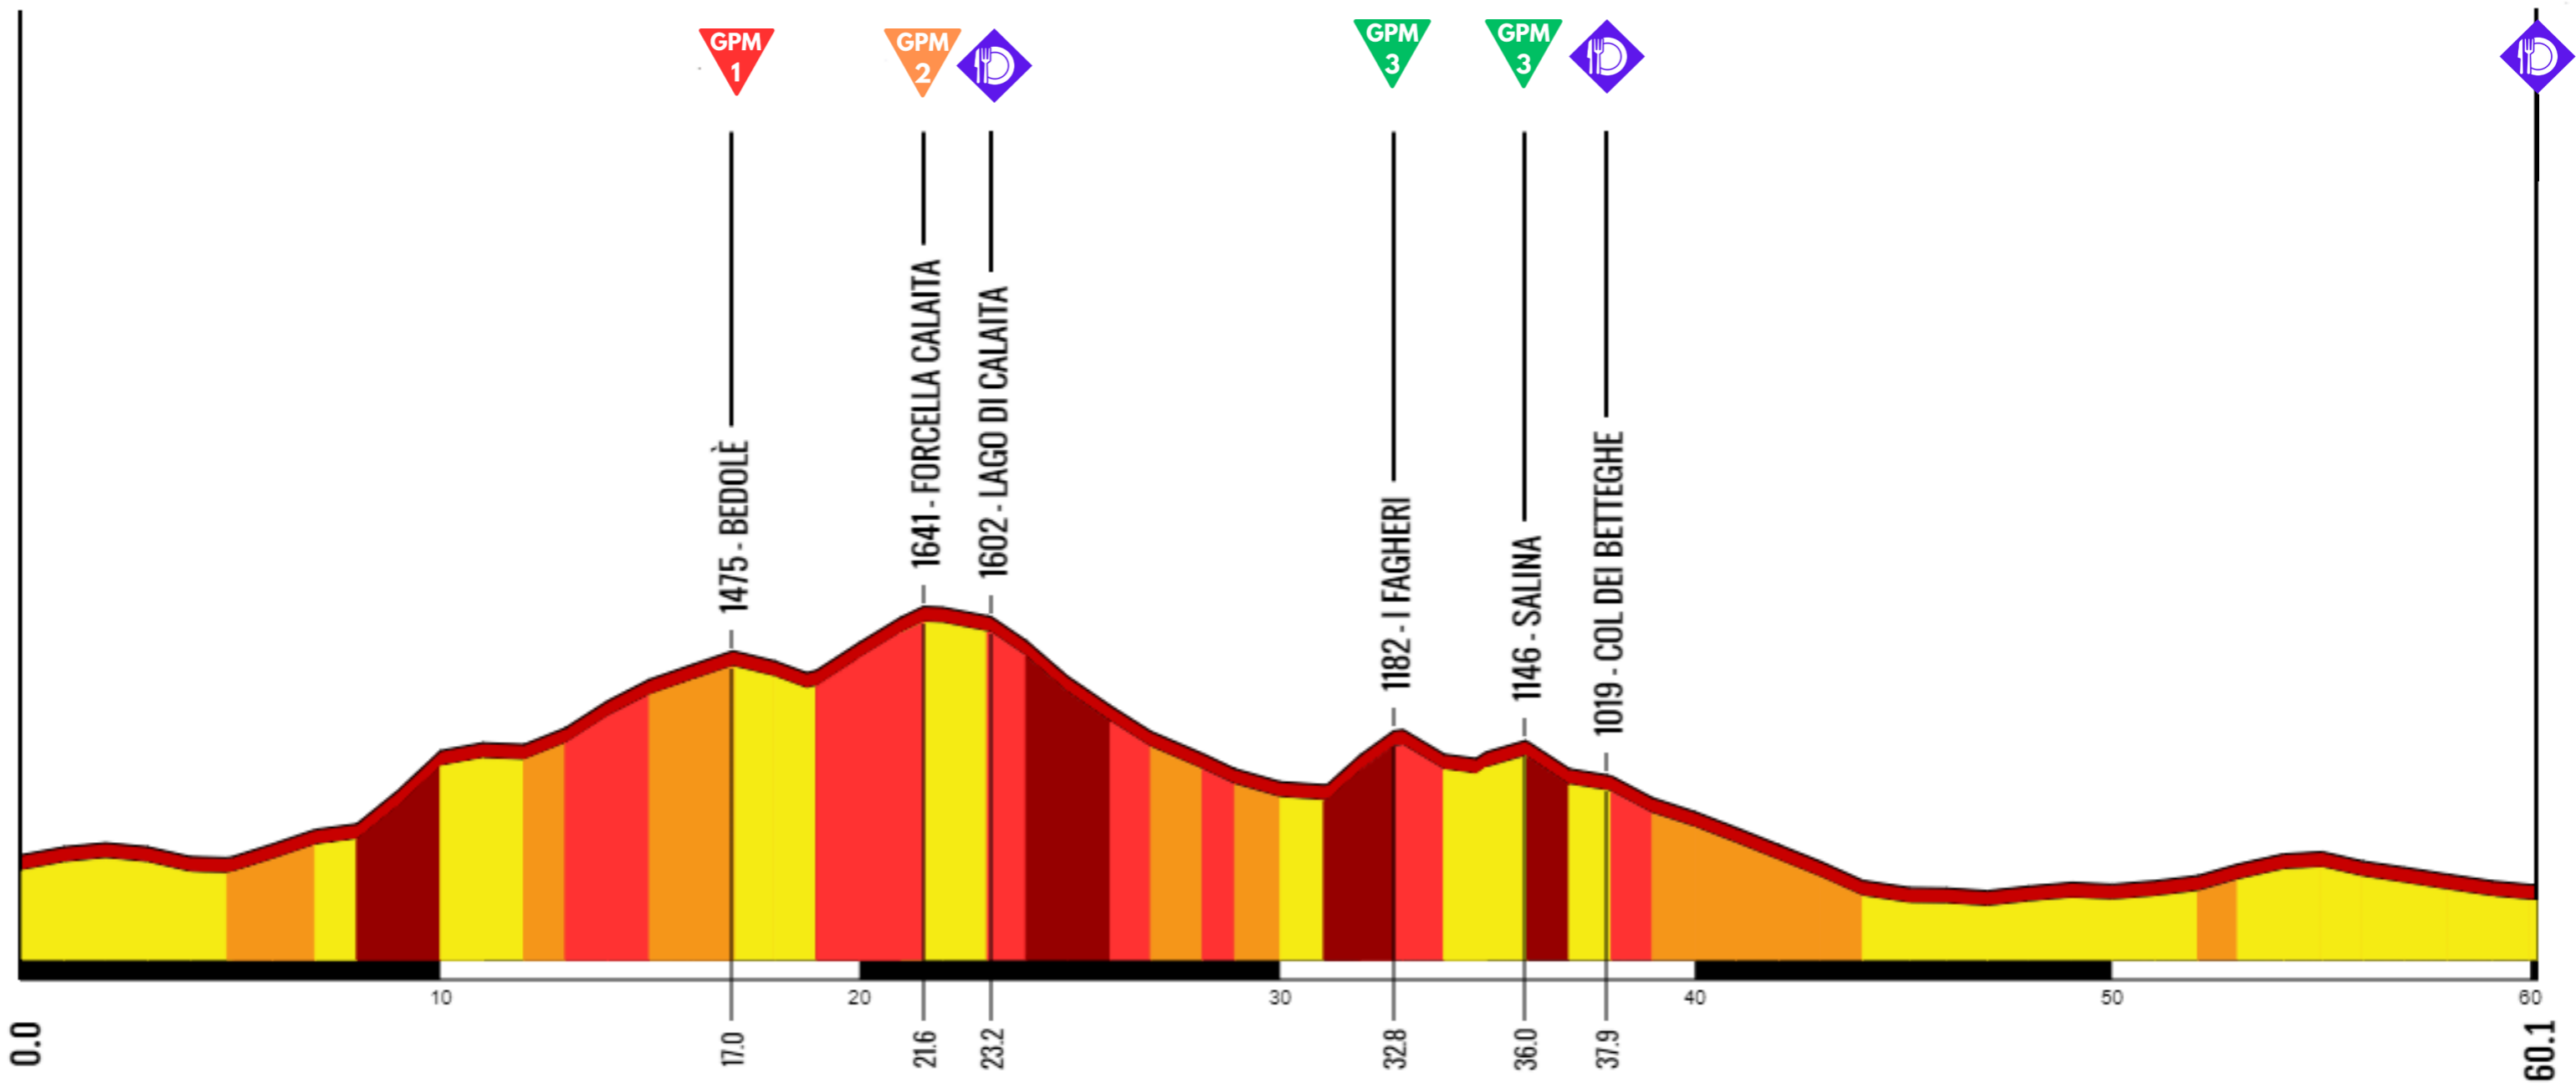 GPM
1
GPM
2
GPM
3
GPM
3
1475 - BEDOLÈ
1641 - FORCELLA CALAITA
1602 - LAGO DI CALAITA
1182 - I FAGHERI
1146 - SALINA
1019 - COL DEI BETTEGHE
10
20
30
40
50
60
0.0
17.0
21.6
23.2
32.8
36.0
37.9
60.1